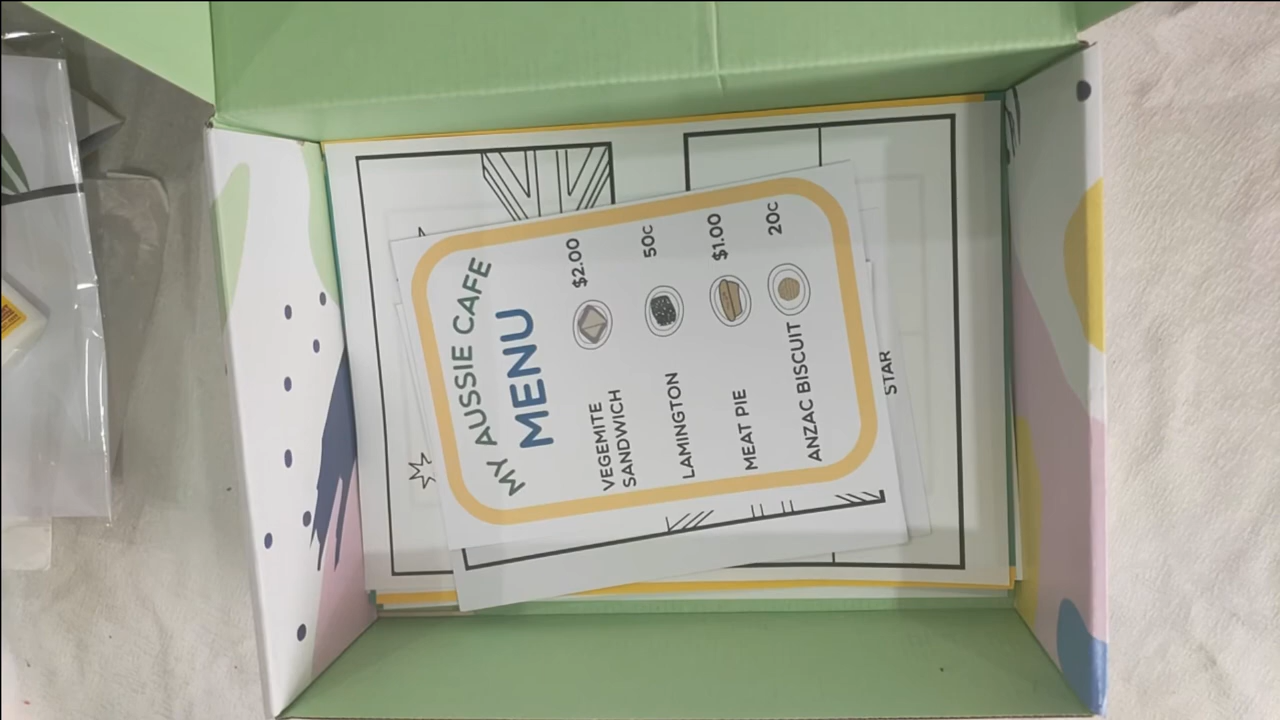 MY AUSSIE CAFE
MENU
VEGEMITE
SANDWICH
$2.00
LAMINGTON
50c
MEAT PIE
$1.00
ANZAC BISCUIT
20c
STAR